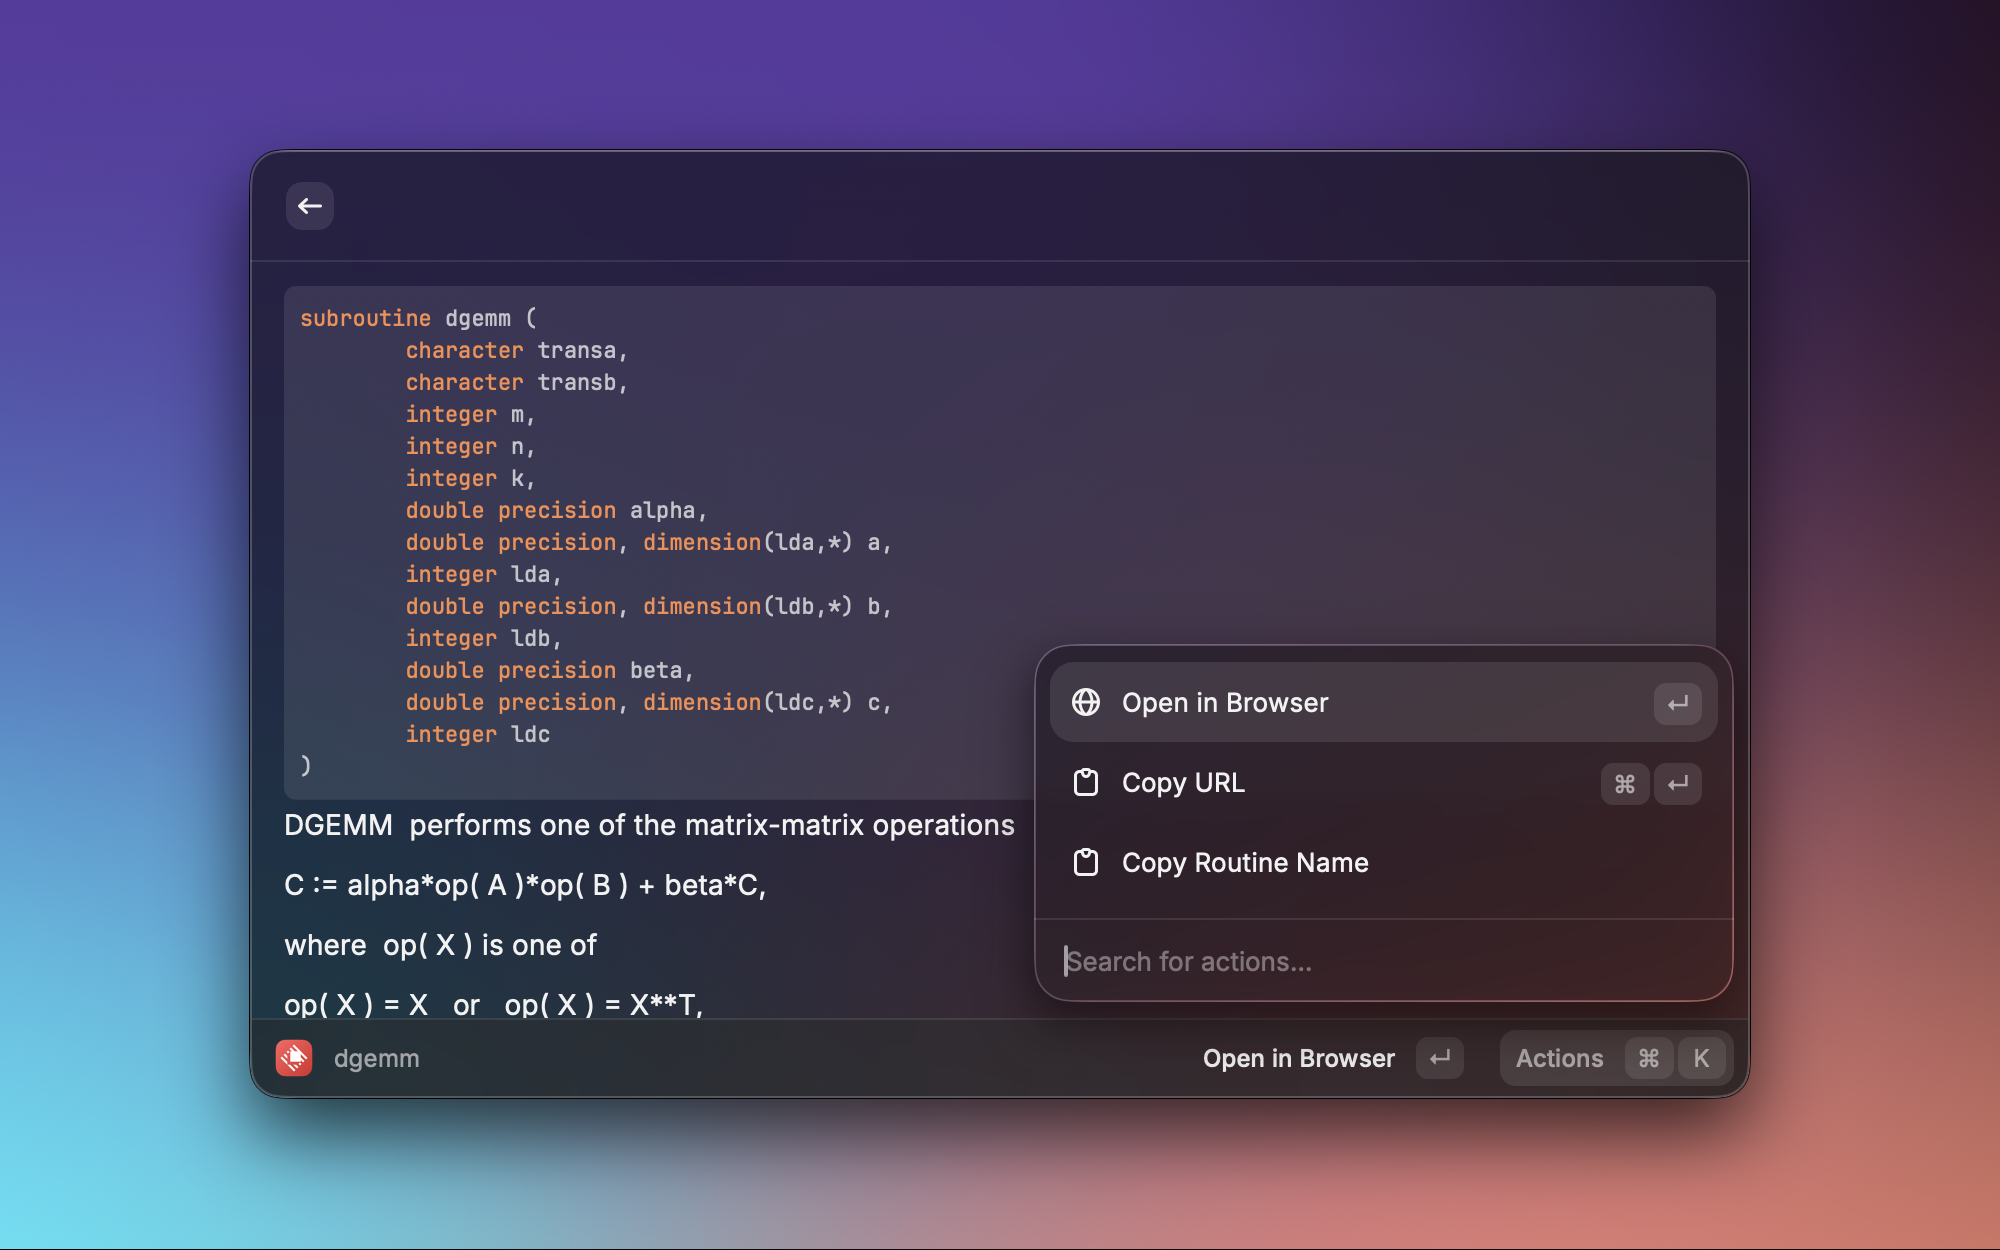 subroutine dgemm (
        character transa,
        character transb,
        integer m,
        integer n,
        integer k,
        double precision alpha,
        double precision, dimension(lda,*) a,
        integer lda,
        double precision, dimension(ldb,*) b,
        integer ldb,
        double precision beta,
        double precision, dimension(ldc,*) c,
        integer ldc
)
DGEMM  performs one of the matrix-matrix operations
C := alpha*op( A )*op( B ) + beta*C,
where  op( X ) is one of
op( X ) = X   or   op( X ) = X**T,
Open in Browser ↵
Copy URL ⌘ ↵
Copy Routine Name
Search for actions...
dgemm
Open in Browser ↵
Actions ⌘ K